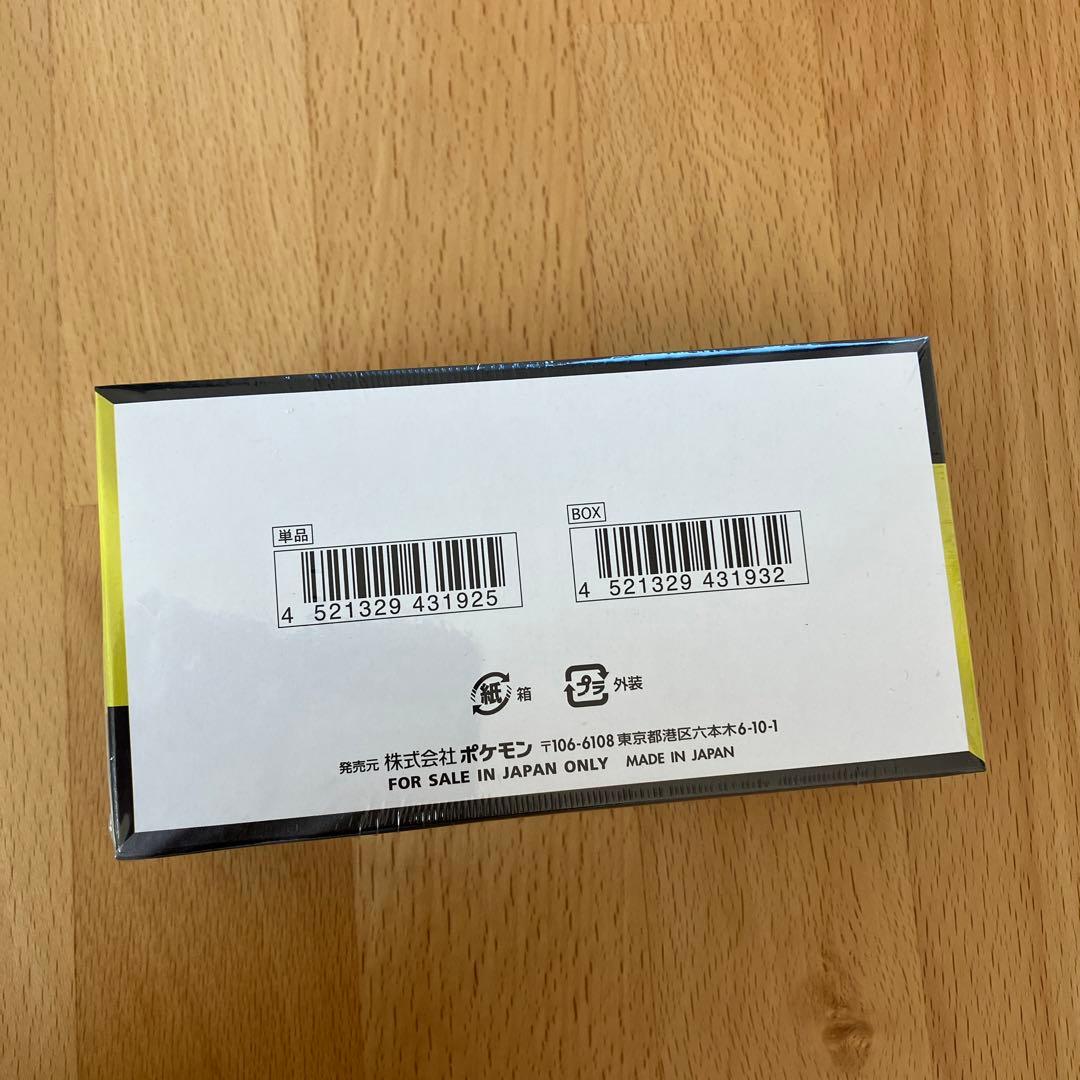 単品
4 521329 431925
BOX
4 521329 431932
紙 箱
プラ 外装
発売元 株式会社ポケモン 〒106-6108 東京都港区六本木6-10-1
FOR SALE IN JAPAN ONLY MADE IN JAPAN